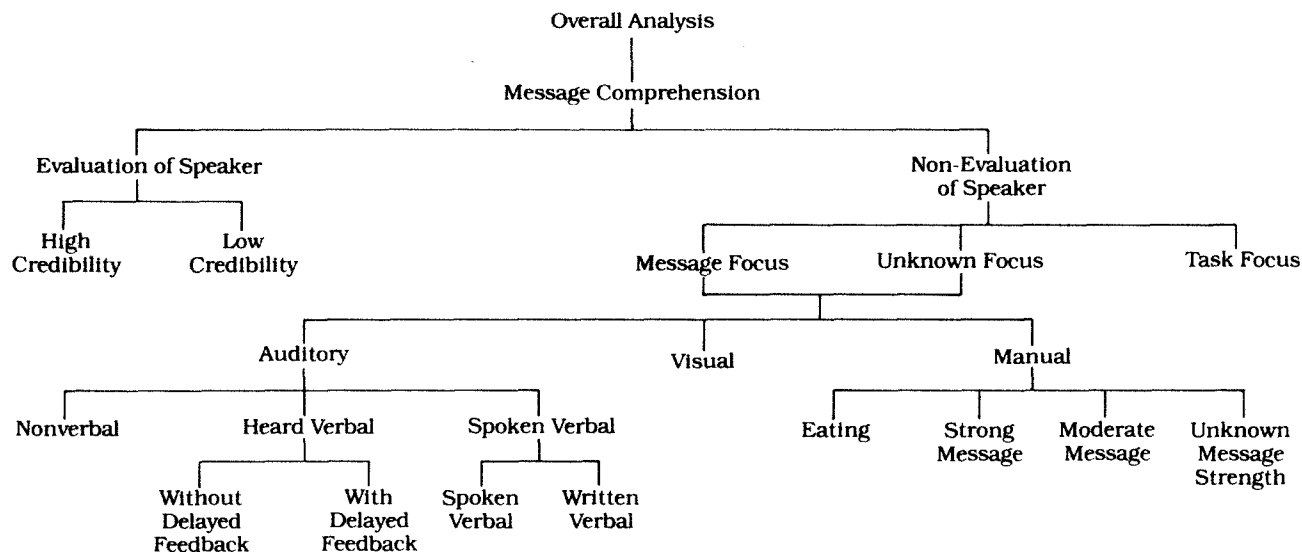 Overall Analysis
Message Comprehension
Evaluation of Speaker
Non-Evaluation
of Speaker
High
Credibility
Low
Credibility
Message Focus
Unknown Focus
Task Focus
Auditory
Visual
Manual
Nonverbal
Heard Verbal
Spoken Verbal
Eating
Strong
Message
Moderate
Message
Unknown
Message
Strength
Without
Delayed
Feedback
With
Delayed
Feedback
Spoken
Verbal
Written
Verbal